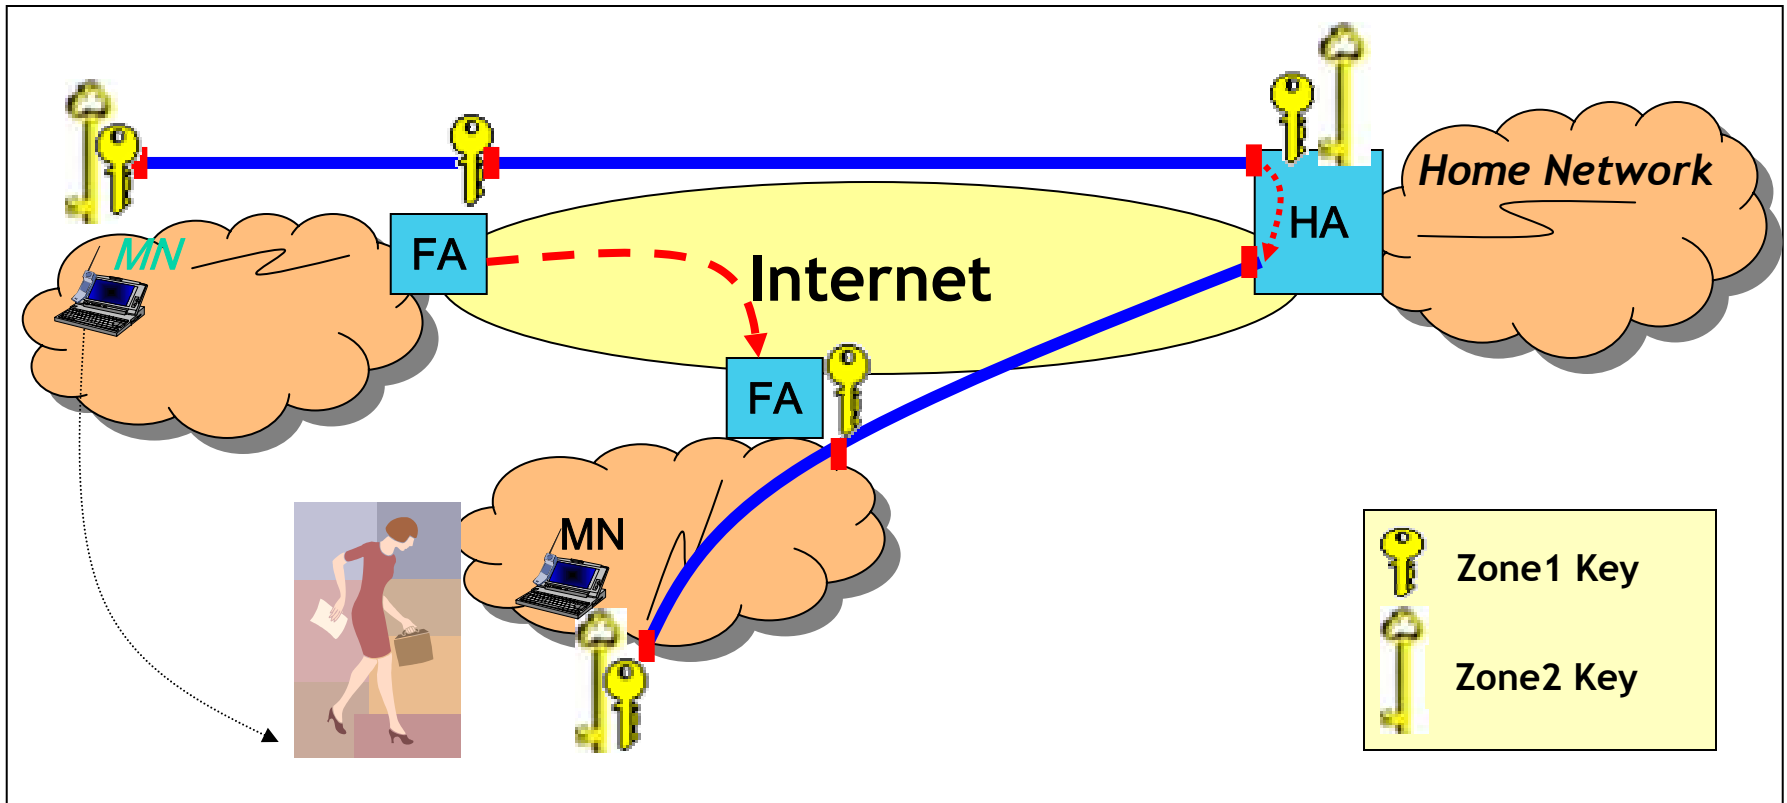 Home Network
HA
FA
MN
Internet
FA
MN
Zone1 Key
Zone2 Key